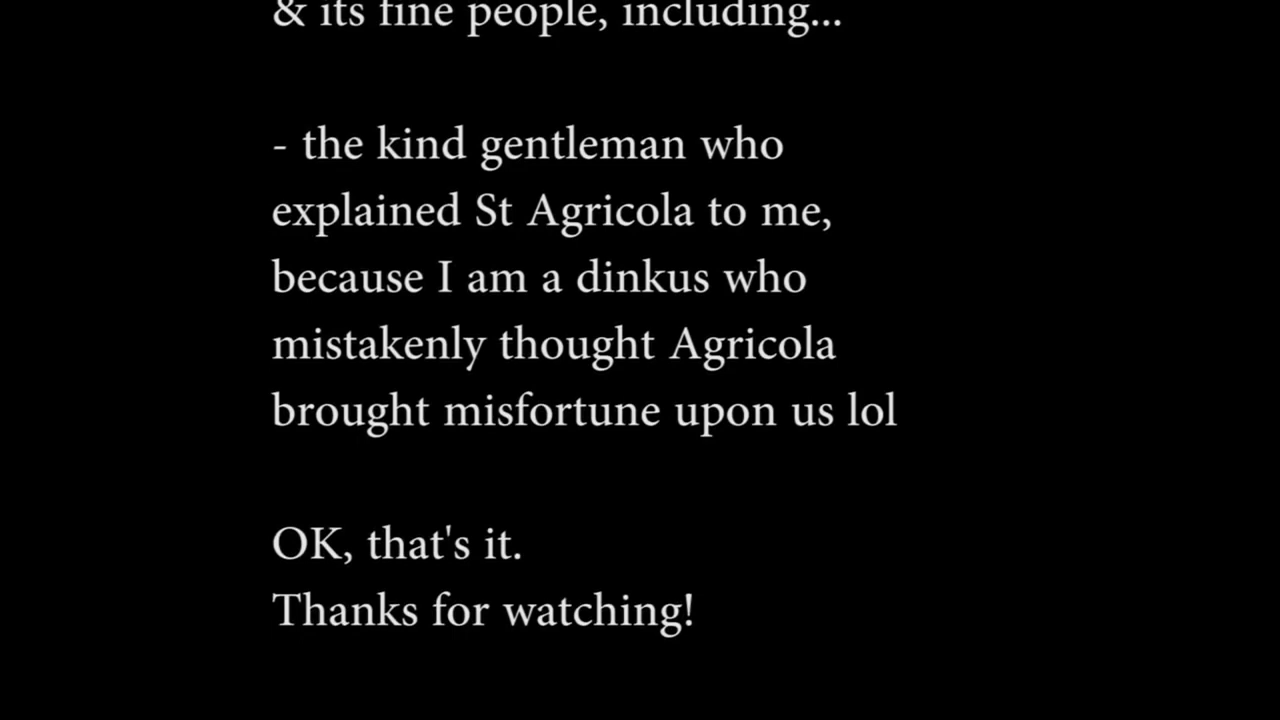 & its fine people, including...
- the kind gentleman who
explained St Agricola to me,
because I am a dinkus who
mistakenly thought Agricola
brought misfortune upon us lol
OK, that's it.
Thanks for watching!